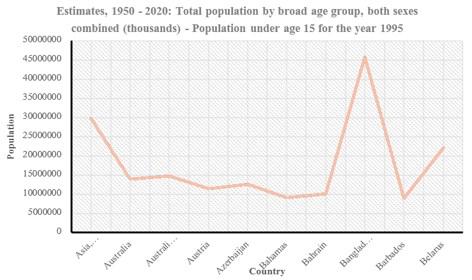 Estimates, 1950 - 2020: Total population by broad age group, both sexes
combined (thousands) - Population under age 15 for the year 1995
50000000
45000000
40000000
35000000
30000000
25000000
20000000
15000000
10000000
5000000
0
Population
Asia,...
Australia
Australi...
Austria
Azerbaijan
Bahamas
Bahrain
Banglad...
Barbados
Belarus
Country